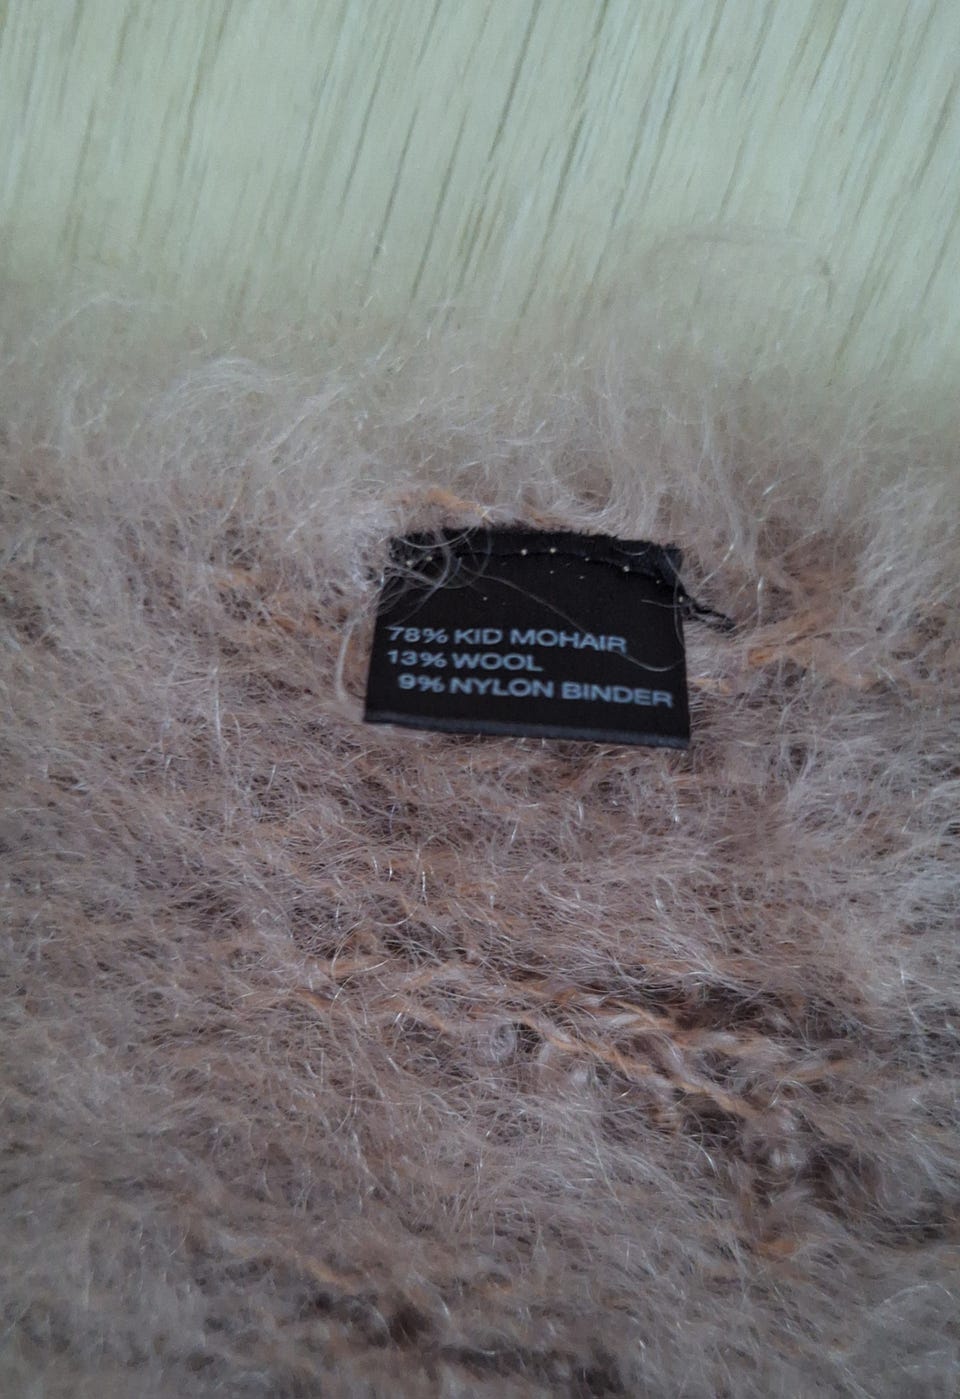 78% KID MOHAIR
13% WOOL
9% NYLON BINDER